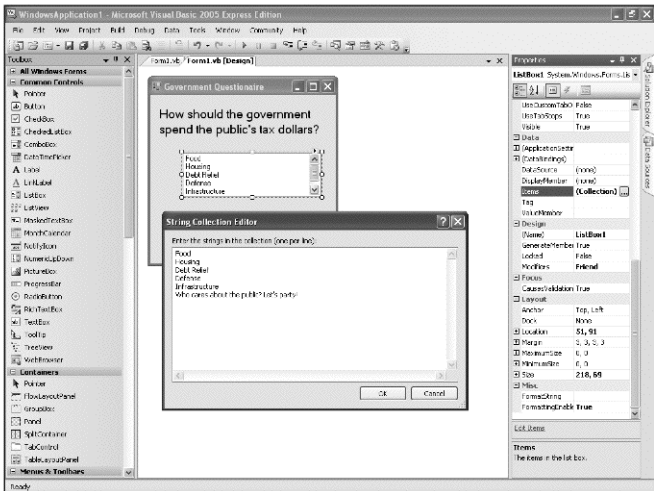 WindowsApplication1 - Microsoft Visual Basic 2005 Express Edition
File Edit View Project Build Debug Data Tools Window Community Help
Toolbox
All Windows Forms
Common Controls
Pointer
Button
CheckBox
CheckedListBox
ComboBox
DateTimePicker
Label
LinkLabel
ListBox
ListView
MaskedTextBox
MonthCalendar
NotifyIcon
NumericUpDown
PictureBox
ProgressBar
RadioButton
RichTextBox
TextBox
ToolTip
TreeView
WebBrowser
Containers
Pointer
FlowLayoutPanel
GroupBox
Panel
SplitContainer
TabControl
TableLayoutPanel
Menus & Toolbars
Ready
Form1.vb Form1.vb [Design]
Government Questionaire
How should the government
spend the public's tax dollars?
Food
Housing
Debt Relief
Defense
Infrastructure
String Collection Editor
Enter the strings in the collection (one per line):
Food
Housing
Debt Relief
Defense
Infrastructure
Who cares about the public? Let's party!
OK Cancel
Properties
ListBox1 System.Windows.Forms.Lis
UseCustomTabO False
UseTabStops True
Visible True
Data
(ApplicationSettin
(DataBindings)
DataSource (none)
DisplayMember (none)
Items (Collection) ...
Tag
ValueMember
Design
(Name) ListBox1
GenerateMember True
Locked False
Modifiers Friend
Focus
CausesValidation True
Layout
Anchor Top, Left
Dock None
Location 51, 91
Margin 3, 3, 3, 3
MaximumSize 0, 0
MinimumSize 0, 0
Size 218, 69
Misc
FormatString
FormattingEnable True
Edit Items
Items
The items in the list box.
Solution Explorer
Data Sources